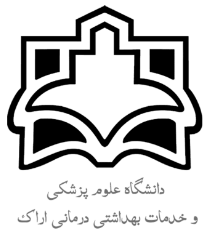 دانشگاه علوم پزشکی
و خدمات بهداشتی درمانی اراک